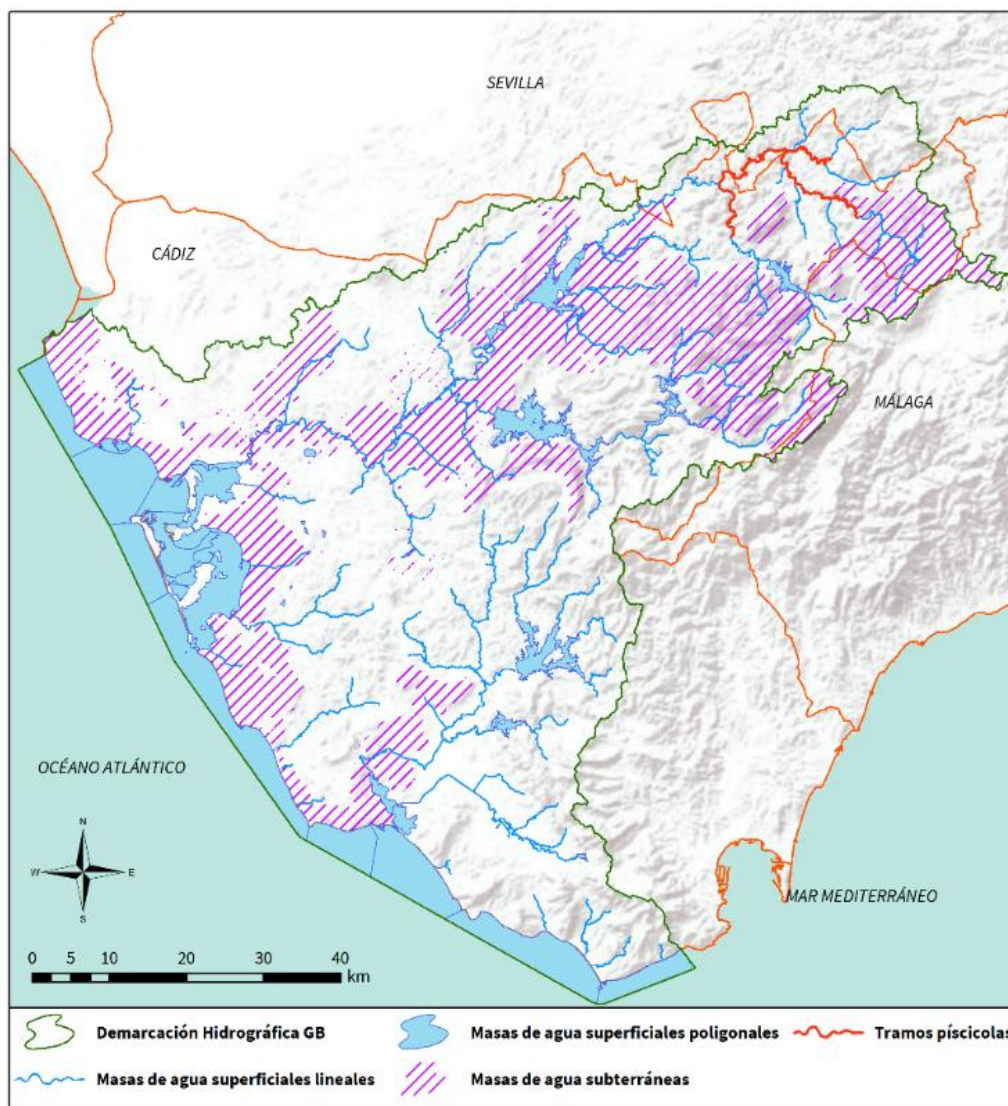 SEVILLA
CÁDIZ
MÁLAGA
OCÉANO ATLÁNTICO
N
W E
S
MAR MEDITERRÁNEO
0 5 10 20 30 40
km
Demarcación Hidrográfica GB Masas de agua superficiales poligonales Tramos píscicolas
Masas de agua superficiales lineales Masas de agua subterráneas